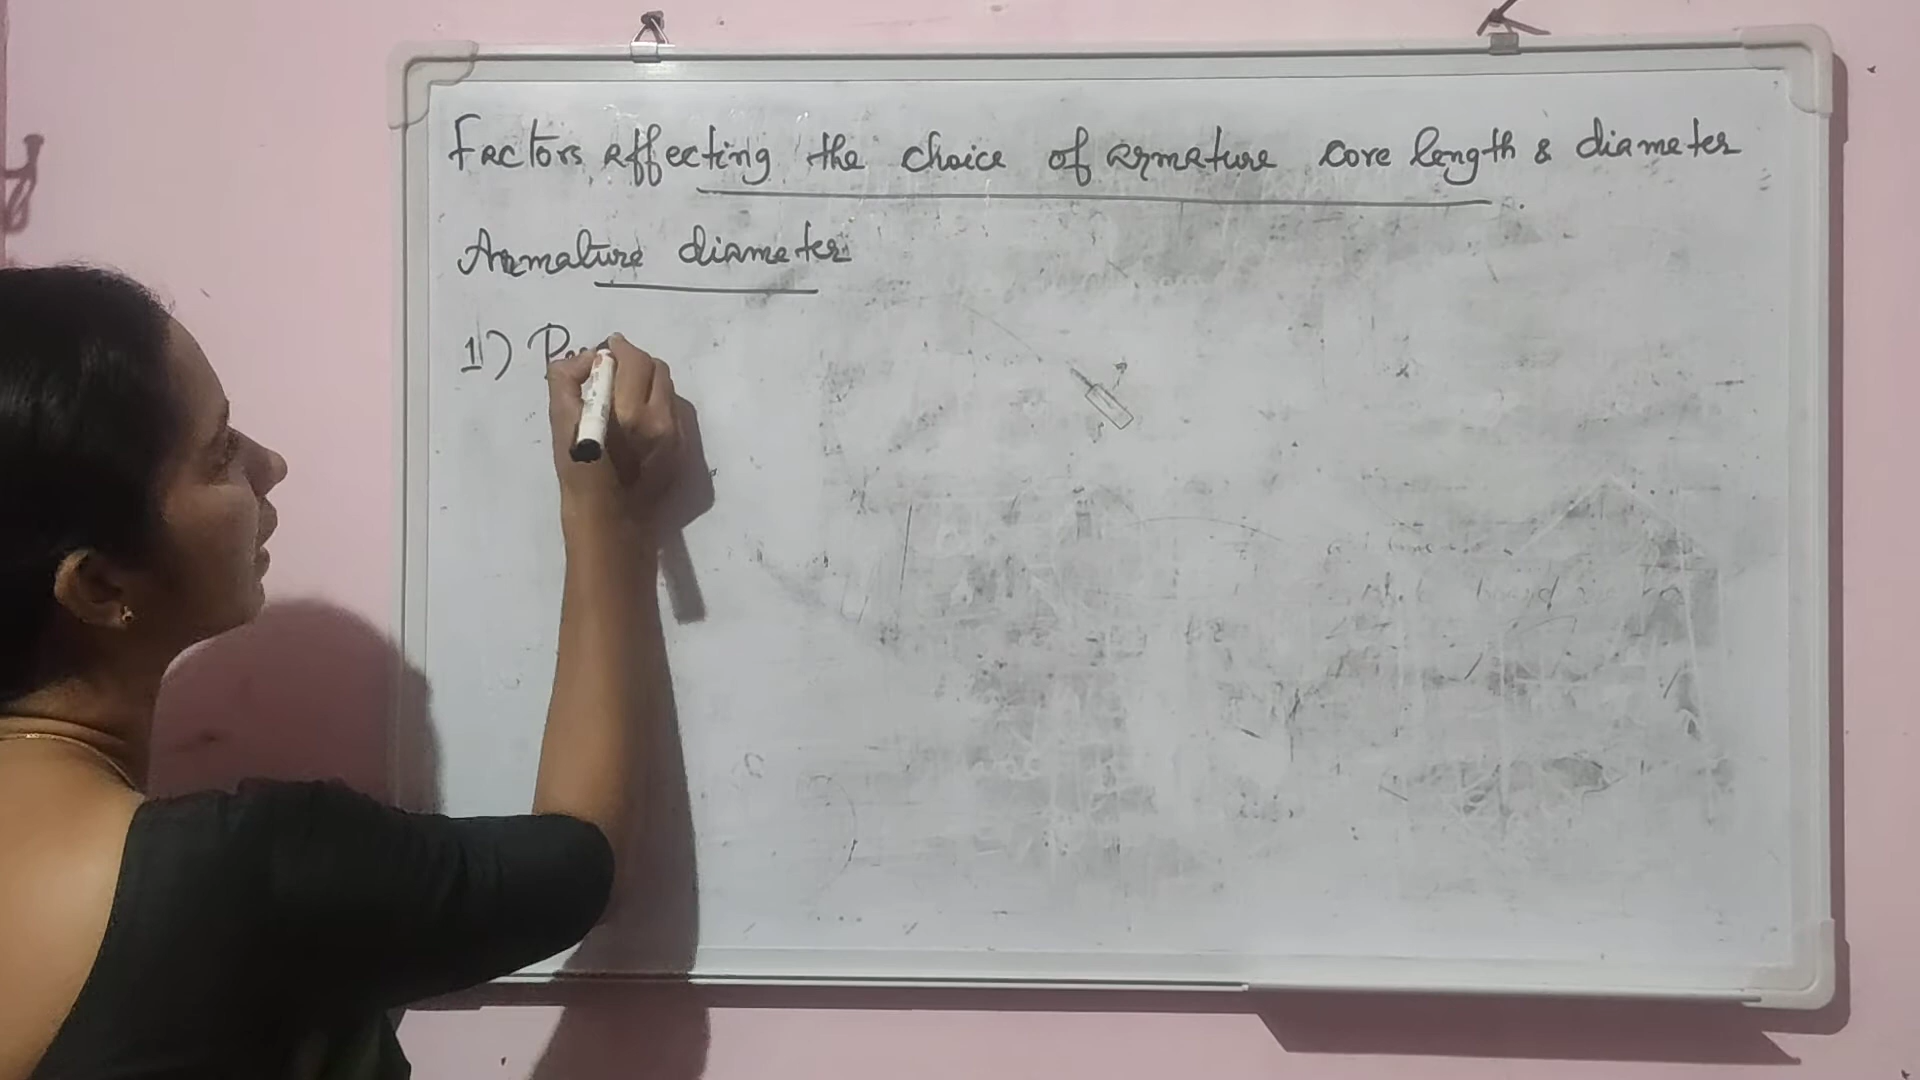 Factors affecting the choice of armature core length & diameter
Armature diameter
1)